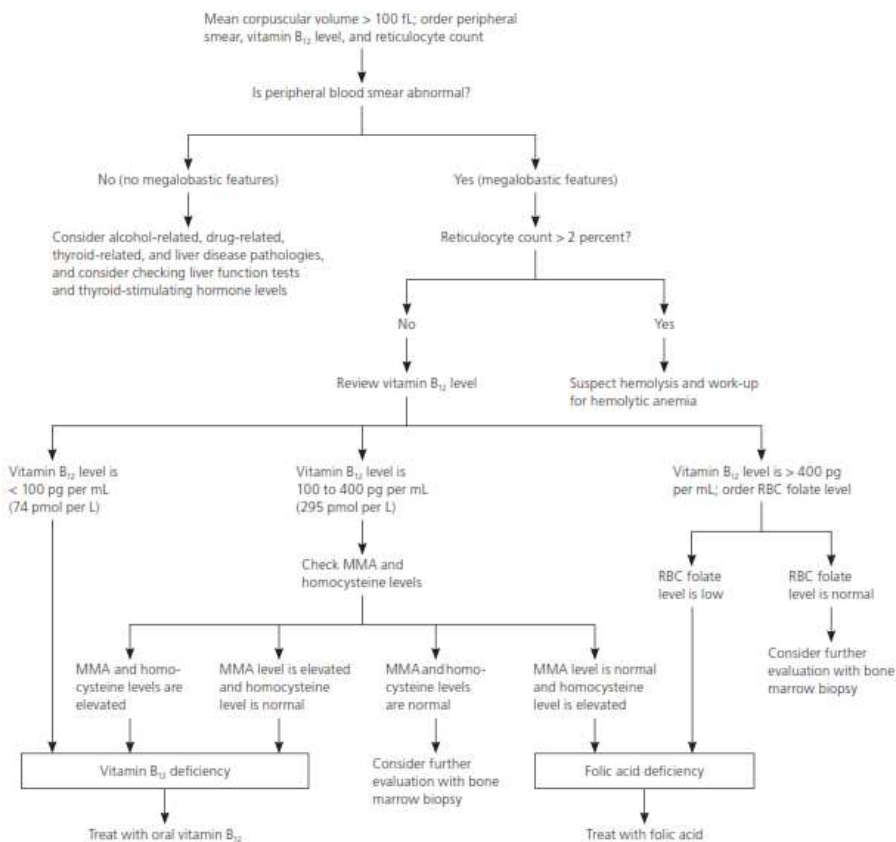 Mean corpuscular volume > 100 fL; order peripheral
smear, vitamin B₁₂ level, and reticulocyte count
Is peripheral blood smear abnormal?
No (no megalobastic features)
Yes (megalobastic features)
Consider alcohol-related, drug-related,
thyroid-related, and liver disease pathologies,
and consider checking liver function tests
and thyroid-stimulating hormone levels
Reticulocyte count > 2 percent?
No
Yes
Review vitamin B₁₂ level
Suspect hemolysis and work-up
for hemolytic anemia
Vitamin B₁₂ level is
< 100 pg per mL
(74 pmol per L)
Vitamin B₁₂ level is
100 to 400 pg per mL
(295 pmol per L)
Vitamin B₁₂ level is > 400 pg
per mL; order RBC folate level
Check MMA and
homocysteine levels
RBC folate
level is low
RBC folate
level is normal
MMA and homo-
cysteine levels are
elevated
MMA level is elevated
and homocysteine
level is normal
MMA and homo-
cysteine levels
are normal
MMA level is normal
and homocysteine
level is elevated
Consider further
evaluation with bone
marrow biopsy
Vitamin B₁₂ deficiency
Consider further
evaluation with bone
marrow biopsy
Folic acid deficiency
Treat with oral vitamin B₁₂
Treat with folic acid